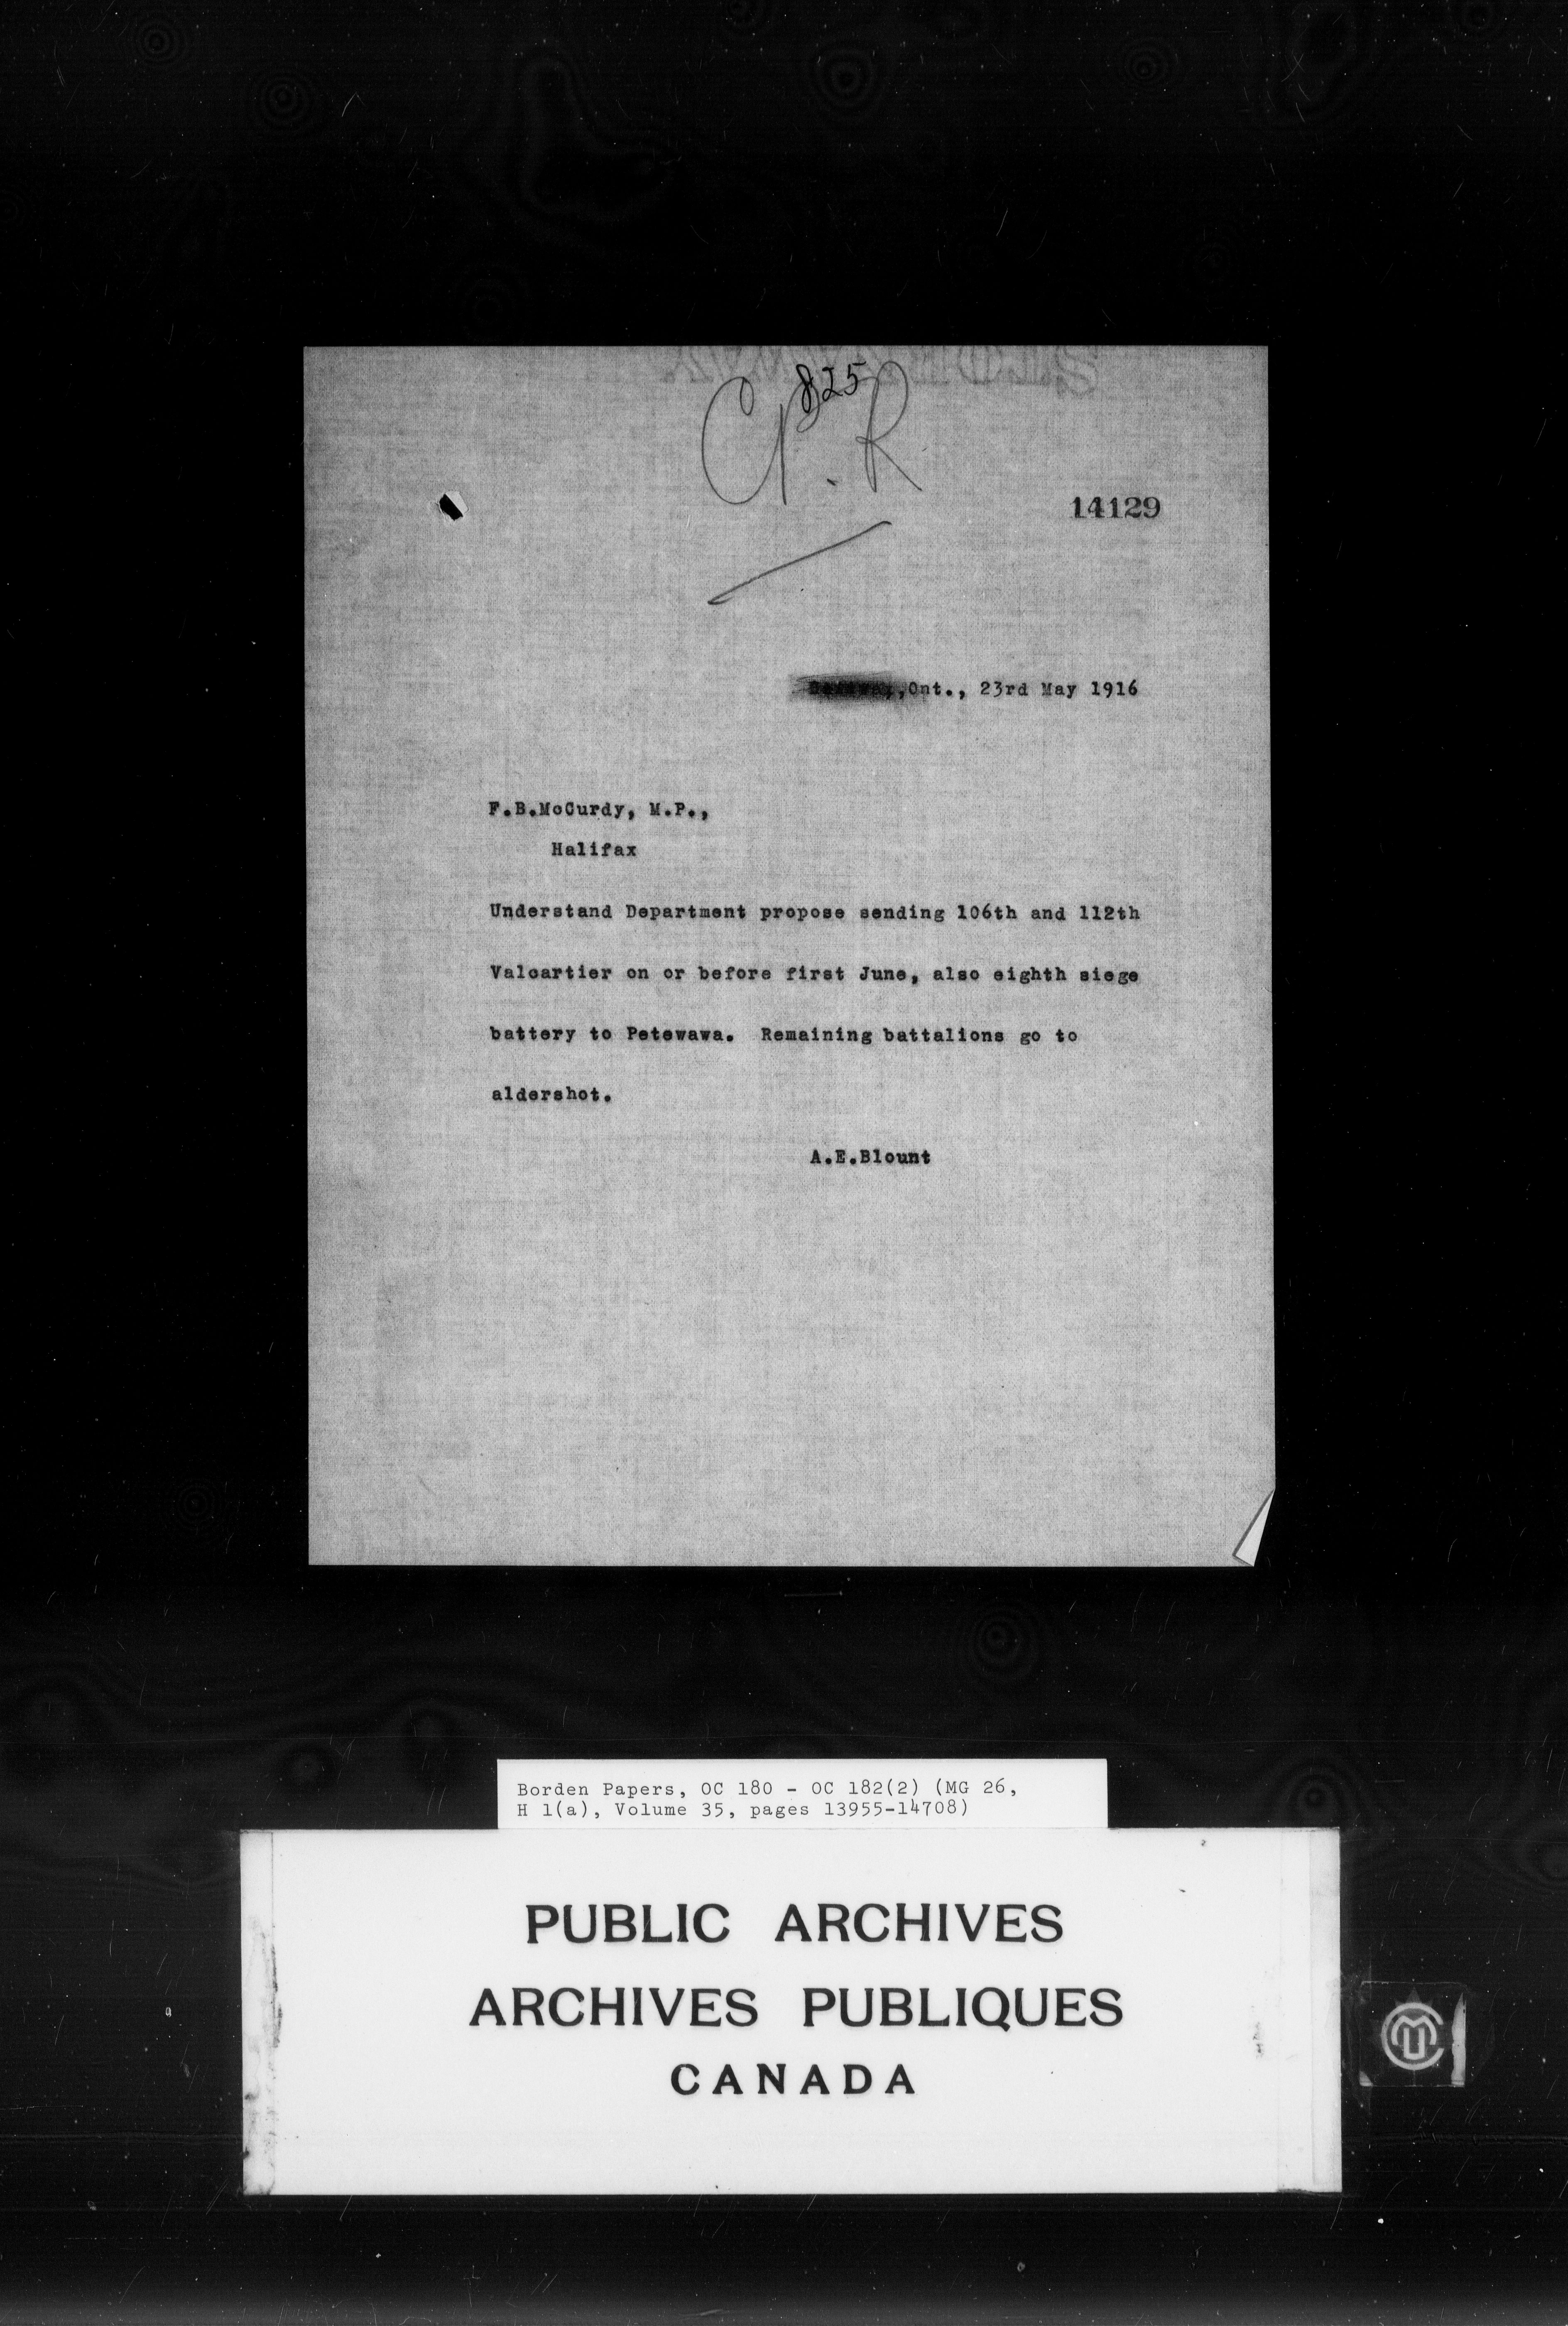 825
C.P.R.
14129
,Ont., 23rd May 1916
F.B.McCurdy, M.P.,
Halifax
Understand Department propose sending 106th and 112th
Valcartier on or before first June, also eighth siege
battery to Petewawa. Remaining battalions go to
aldershot.
A.E.Blount
Borden Papers, OC 180 - OC 182(2) (MG 26,
H 1(a), Volume 35, pages 13955-14708)
PUBLIC ARCHIVES
ARCHIVES PUBLIQUES
CANADA